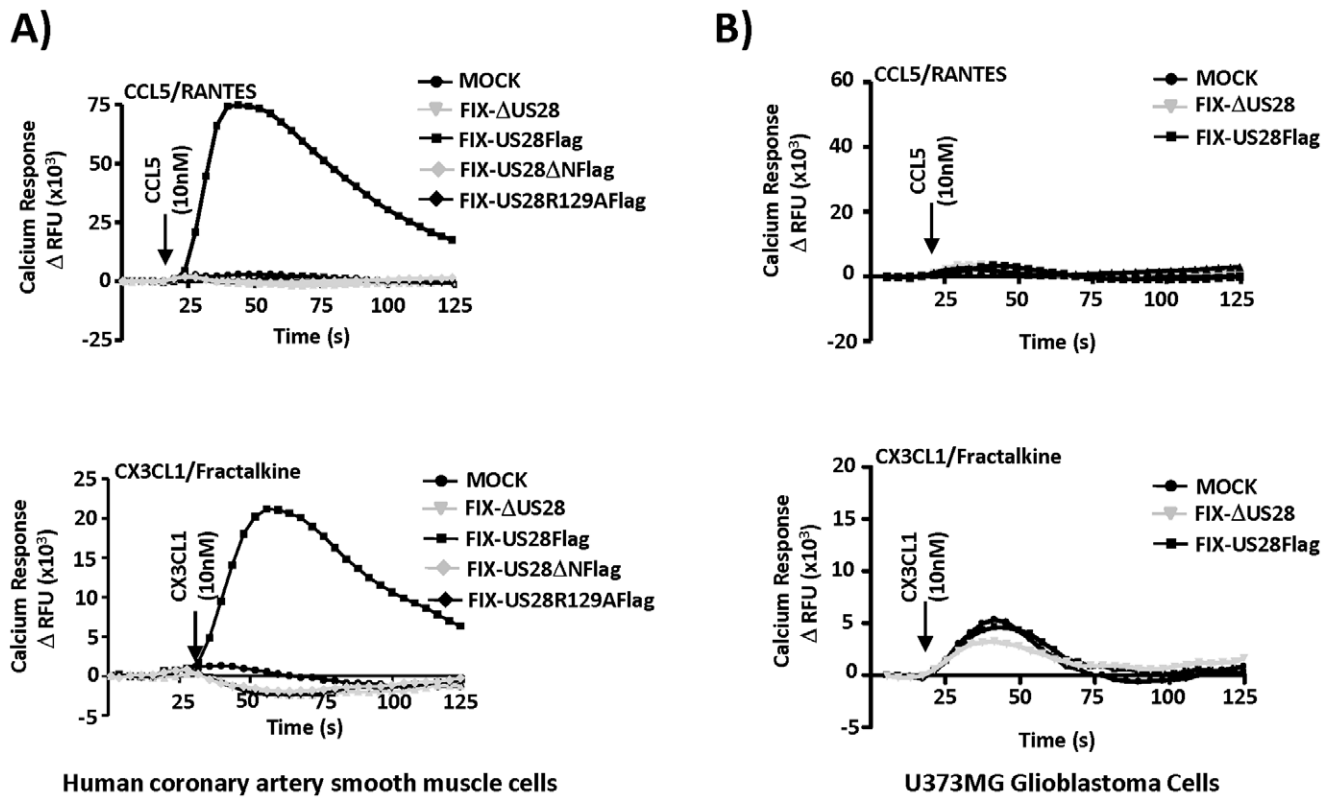 A)
CCL5/RANTES
MOCK
FIX-ΔUS28
FIX-US28Flag
FIX-US28ΔNFlag
FIX-US28R129AFlag
CCL5
(10nM)
Calcium Response
Δ RFU (x10³)
75
50
25
0
-25
25
50
75
100
125
Time (s)
CX3CL1/Fractalkine
MOCK
FIX-ΔUS28
FIX-US28Flag
FIX-US28ΔNFlag
FIX-US28R129AFlag
CX3CL1
(10nM)
Calcium Response
Δ RFU (x10³)
25
20
15
10
5
0
-5
25
50
75
100
125
Time (s)
Human coronary artery smooth muscle cells
B)
CCL5/RANTES
MOCK
FIX-ΔUS28
FIX-US28Flag
CCL5
(10nM)
Calcium Response
Δ RFU (x10³)
60
40
20
0
-20
25
50
75
100
125
Time (s)
CX3CL1/Fractalkine
MOCK
FIX-ΔUS28
FIX-US28Flag
CX3CL1
(10nM)
Calcium Response
Δ RFU (x10³)
20
15
10
5
0
-5
25
50
75
100
125
Time (s)
U373MG Glioblastoma Cells